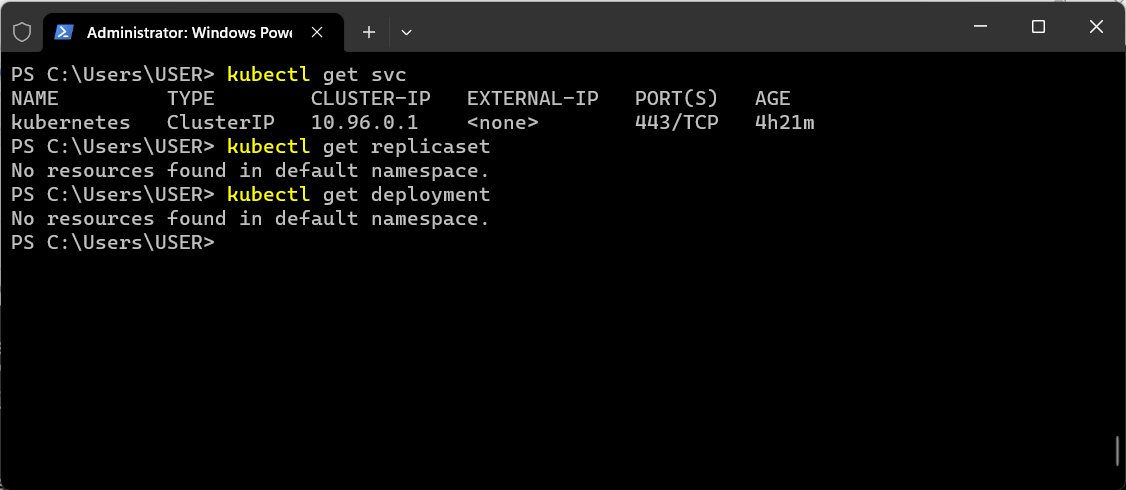 Administrator: Windows Powe
PS C:\Users\USER> kubectl get svc
NAME         TYPE        CLUSTER-IP   EXTERNAL-IP   PORT(S)   AGE
kubernetes   ClusterIP   10.96.0.1    <none>        443/TCP   4h21m
PS C:\Users\USER> kubectl get replicaset
No resources found in default namespace.
PS C:\Users\USER> kubectl get deployment
No resources found in default namespace.
PS C:\Users\USER>